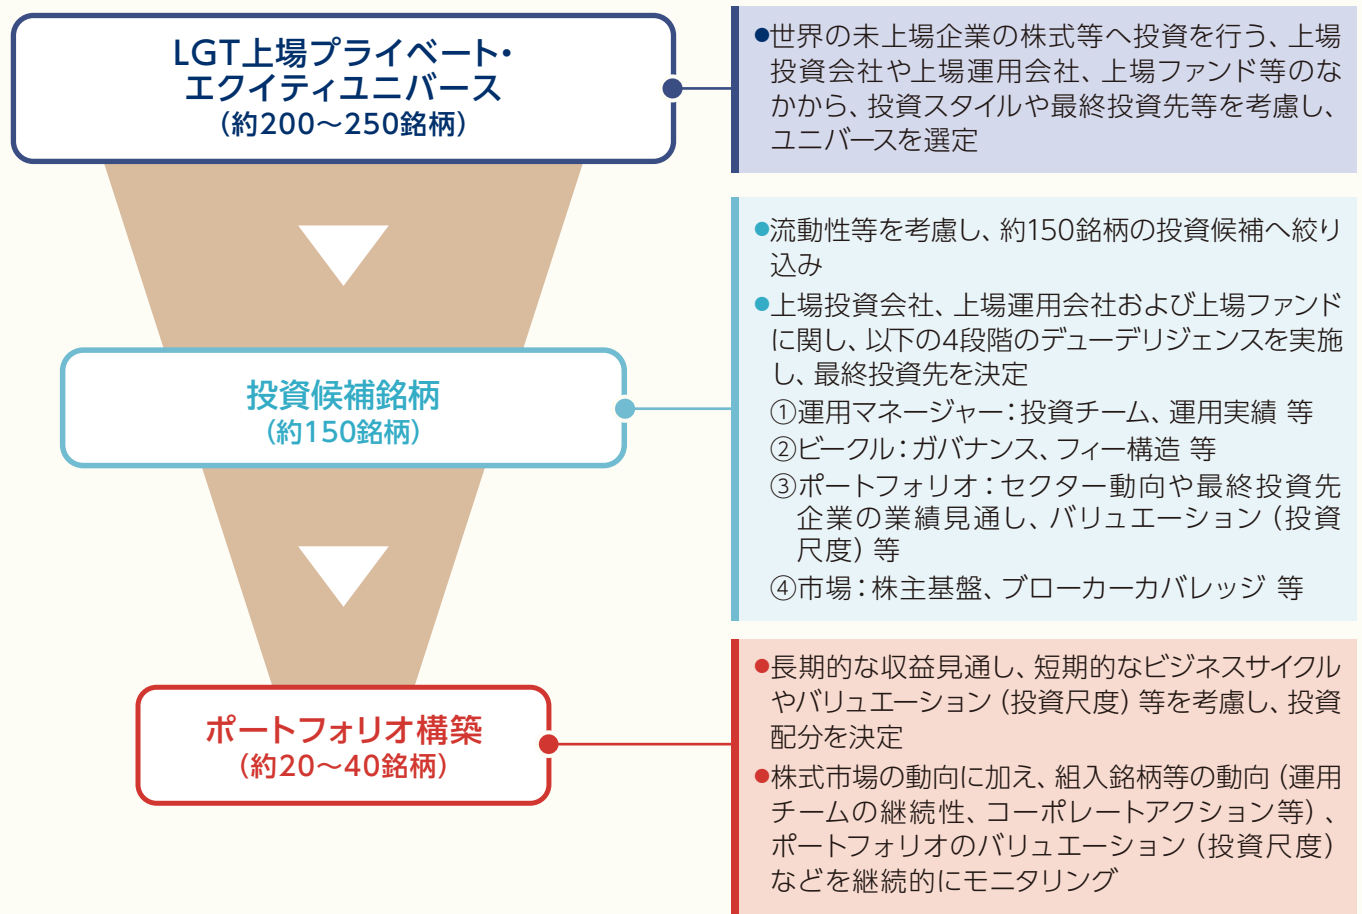 LGT上場プライベート・
エクイティユニバース
（約200～250銘柄）
●世界の未上場企業の株式等へ投資を行う、上場
投資会社や上場運用会社、上場ファンド等のな
かから、投資スタイルや最終投資先等を考慮し、
ユニバースを選定
投資候補銘柄
（約150銘柄）
●流動性等を考慮し、約150銘柄の投資候補へ絞り
込み
●上場投資会社、上場運用会社および上場ファンド
に関し、以下の4段階のデューデリジェンスを実施
し、最終投資先を決定
①運用マネージャー：投資チーム、運用実績 等
②ビークル：ガバナンス、フィー構造 等
③ポートフォリオ：セクター動向や最終投資先
企業の業績見通し、バリュエーション（投資
尺度）等
④市場：株主基盤、ブローカーカバレッジ 等
ポートフォリオ構築
（約20～40銘柄）
●長期的な収益見通し、短期的なビジネスサイクル
やバリュエーション（投資尺度）等を考慮し、投資
配分を決定
●株式市場の動向に加え、組入銘柄等の動向（運用
チームの継続性、コーポレートアクション等）、
ポートフォリオのバリュエーション（投資尺度）
などを継続的にモニタリング